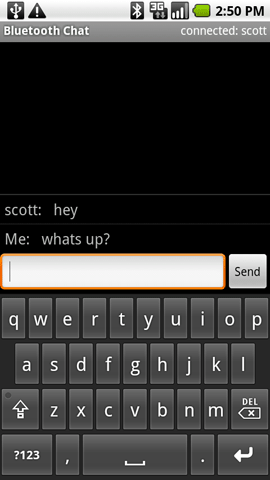 3G 2:50 PM
Bluetooth Chat connected: scott
scott: hey
Me: whats up?
Send
q w e r t y u i o p
a s d f g h j k l
z x c v b n m DEL
?123 , .